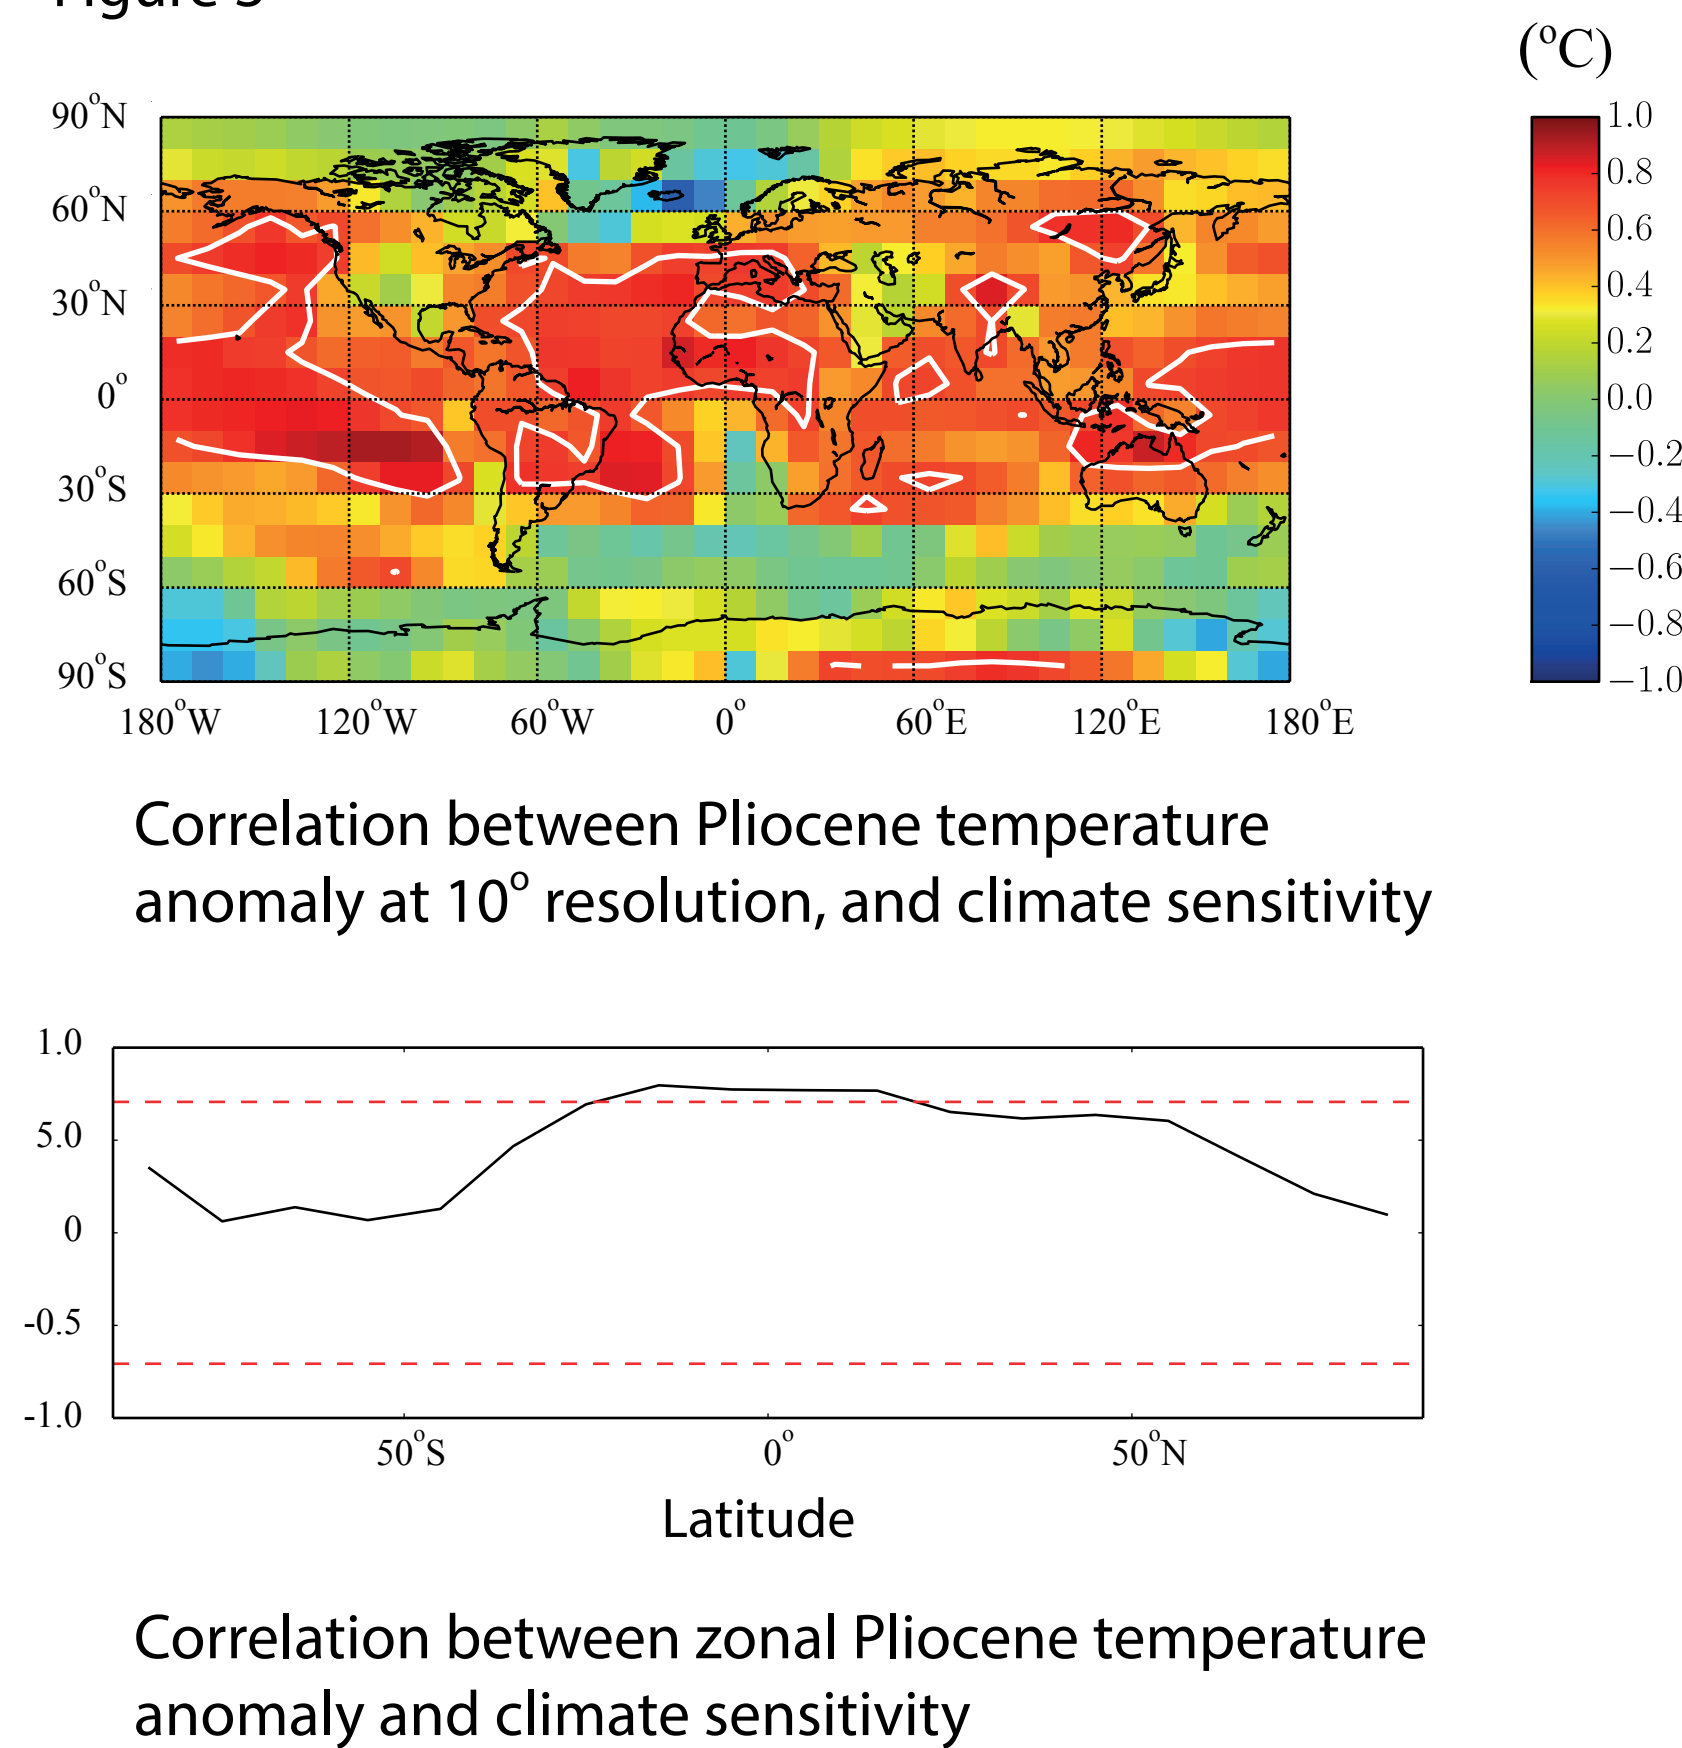 Figure 3
(°C)
90°N
60°N
30°N
0°
30°S
60°S
90°S
180°W 120°W 60°W 0° 60°E 120°E 180°E
1.0
0.8
0.6
0.4
0.2
0.0
−0.2
−0.4
−0.6
−0.8
−1.0
Correlation between Pliocene temperature
anomaly at 10° resolution, and climate sensitivity
1.0
5.0
0
-0.5
-1.0
50°S 0° 50°N
Latitude
Correlation between zonal Pliocene temperature
anomaly and climate sensitivity